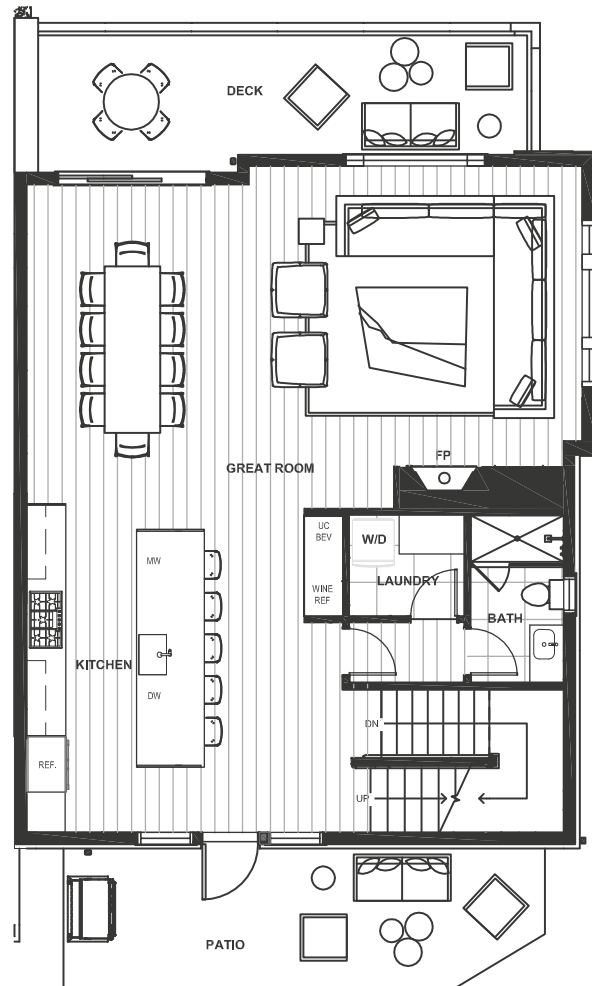 DECK
GREAT ROOM
FP
UC
BEV
W/D
MW
LAUNDRY
WINE
REF
BATH
KITCHEN
DW
DN
REF.
UP
PATIO